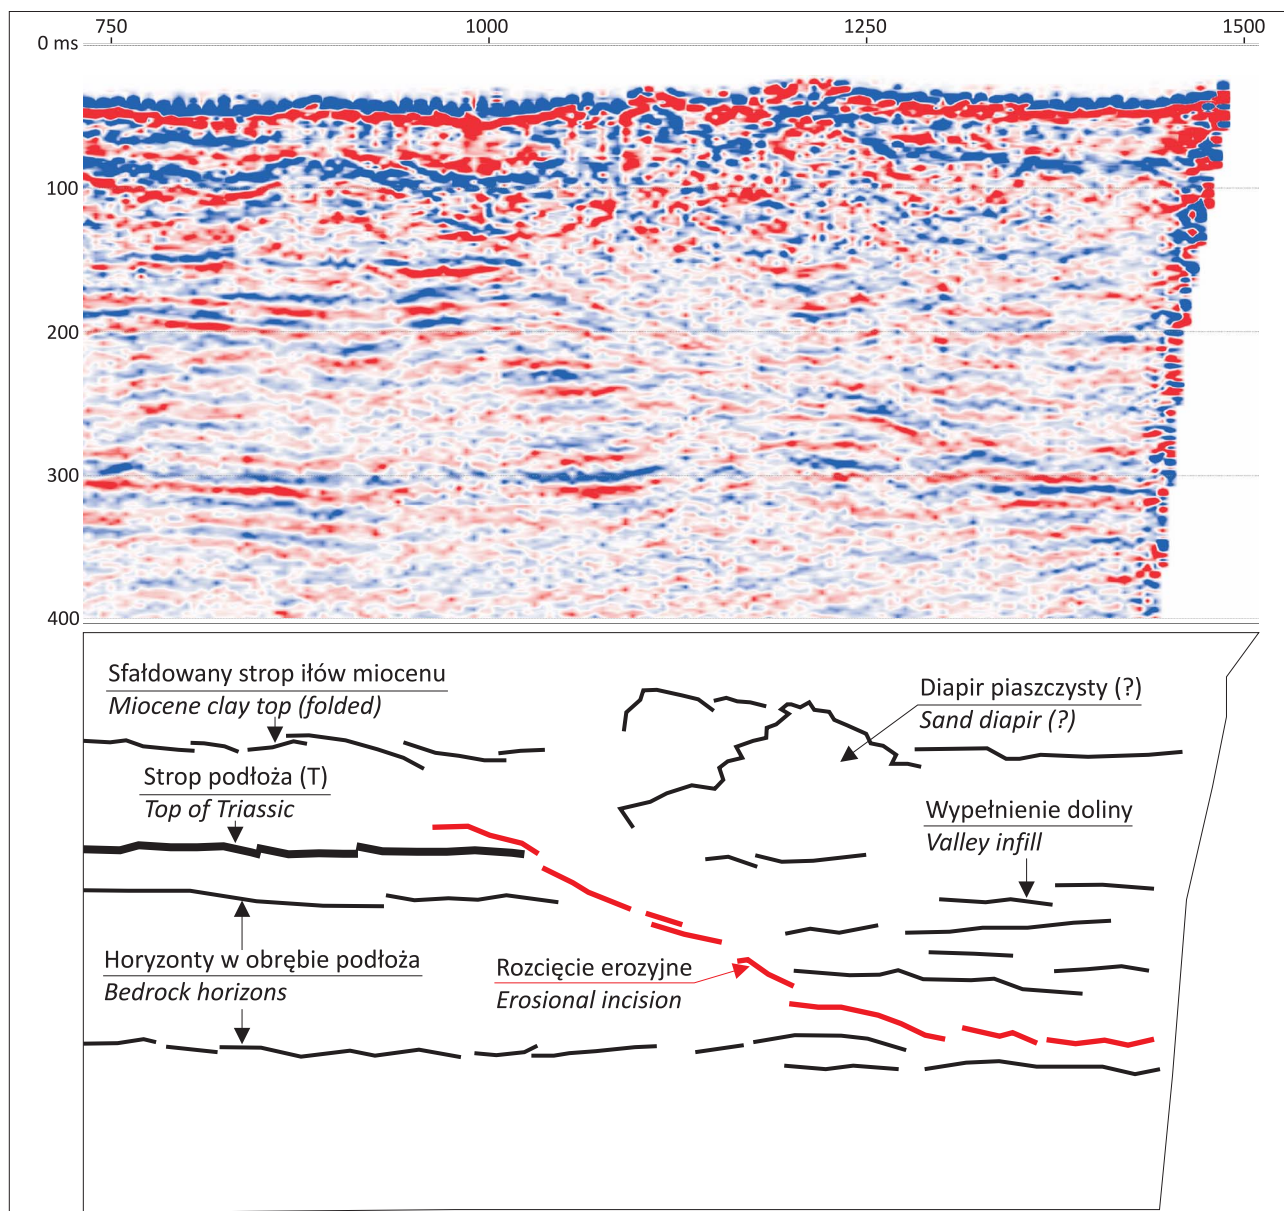 750 1000 1250 1500
0 ms
100
200
300
400
Sfałdowany strop iłów miocenu
Miocene clay top (folded)
Diapir piaszczysty (?)
Sand diapir (?)
Strop podłoża (T)
Top of Triassic
Wypełnienie doliny
Valley infill
Horyzonty w obrębie podłoża
Bedrock horizons
Rozcięcie erozyjne
Erosional incision